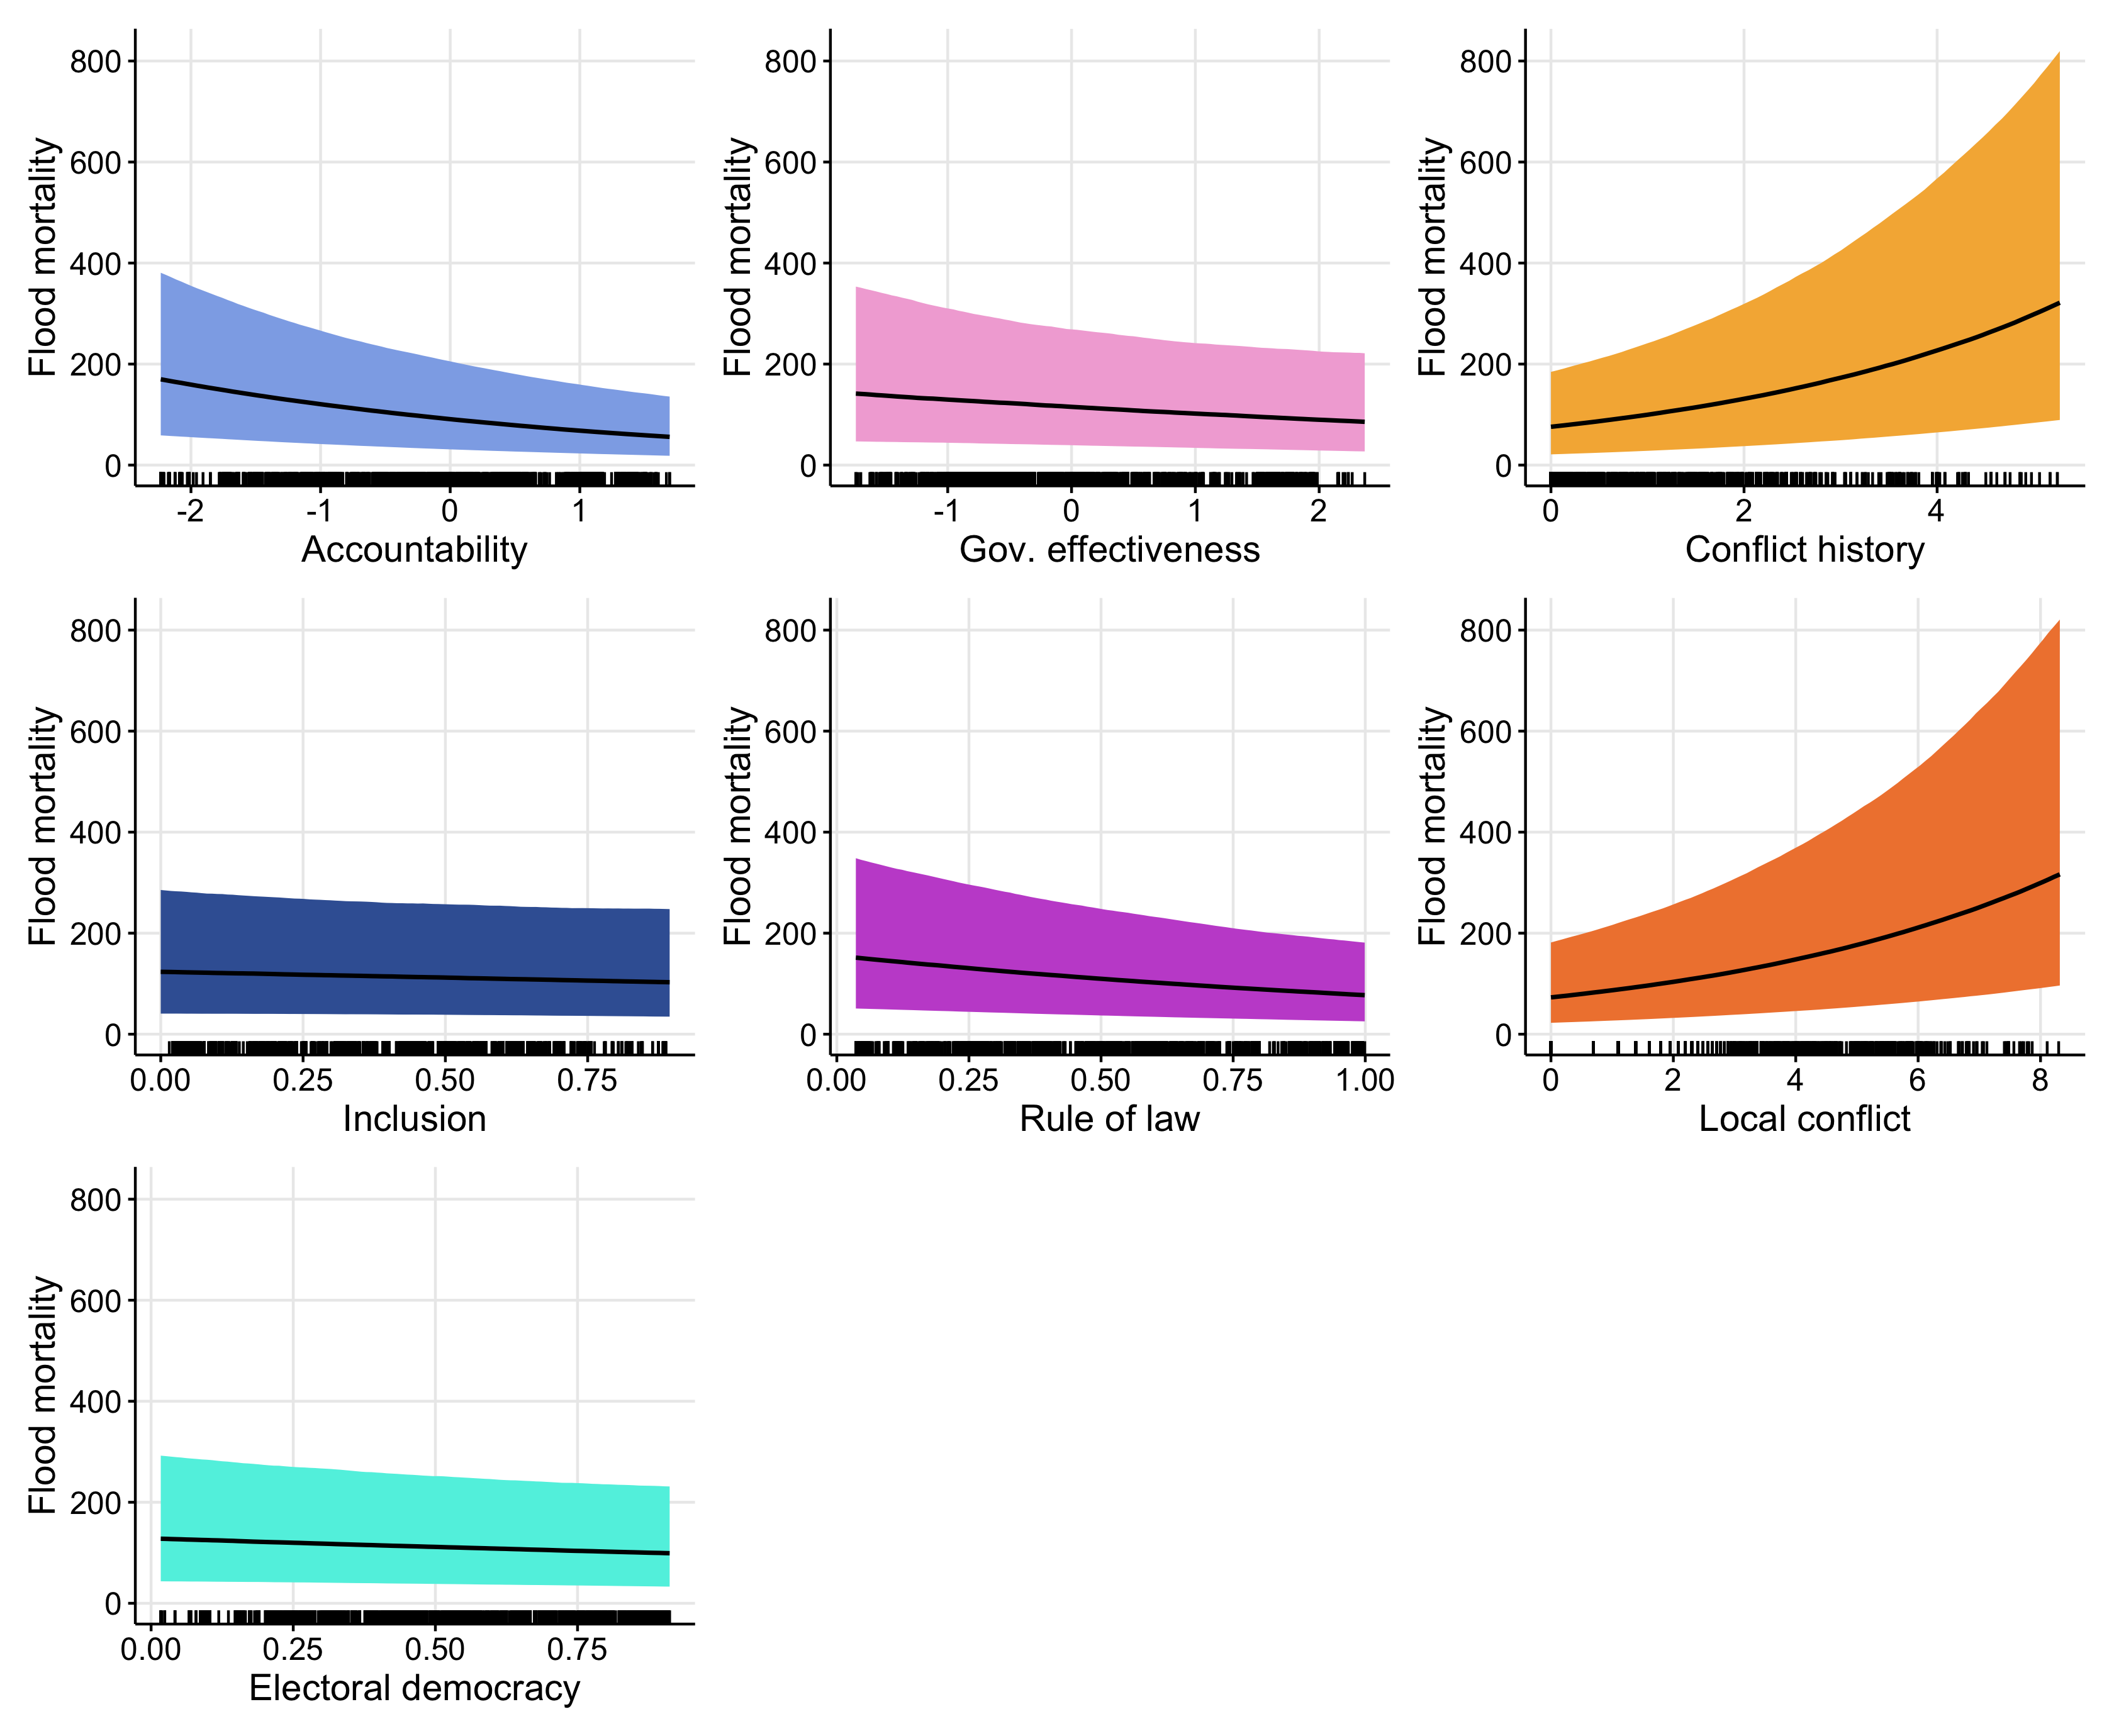 800
600
400
200
0
Flood mortality
-2 -1 0 1
Accountability
800
600
400
200
0
Flood mortality
-1 0 1 2
Gov. effectiveness
800
600
400
200
0
Flood mortality
0 2 4
Conflict history
800
600
400
200
0
Flood mortality
0.00 0.25 0.50 0.75
Inclusion
800
600
400
200
0
Flood mortality
0.00 0.25 0.50 0.75 1.00
Rule of law
800
600
400
200
0
Flood mortality
0 2 4 6 8
Local conflict
800
600
400
200
0
Flood mortality
0.00 0.25 0.50 0.75
Electoral democracy